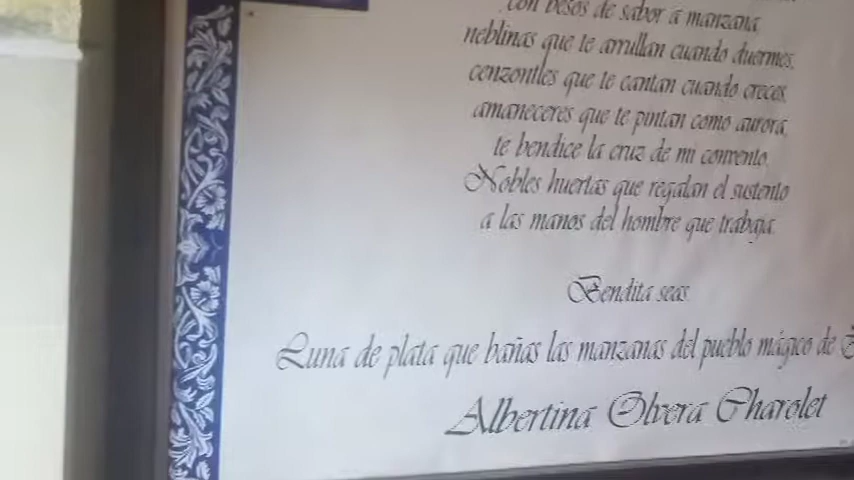 con besos de sabor a manzana,
neblinas que te arrullan cuando duermes,
cenzontles que te cantan cuando creces,
amaneceres que te pintan como aurora,
te bendice la cruz de mi convento.
Nobles huertas que regalan el sustento
a las manos del hombre que trabaja.
Bendita seas
Luna de plata que bañas las manzanas del pueblo mágico de
Albertina Olvera Charolet